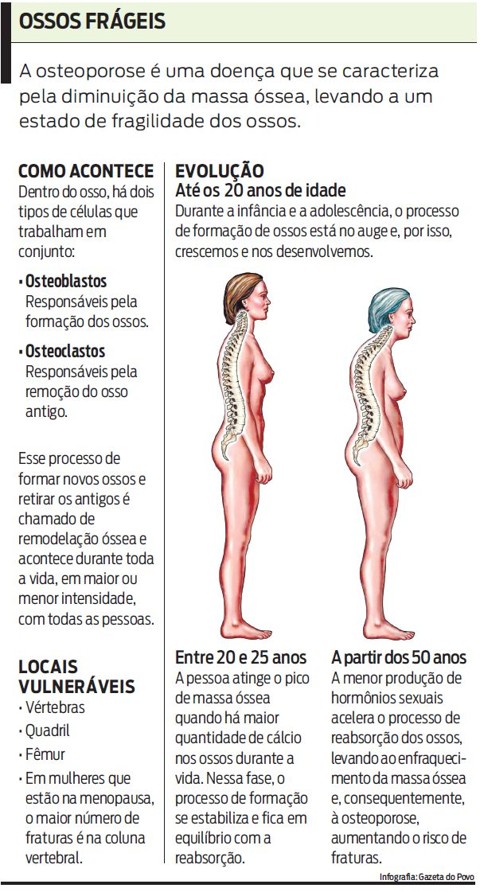 OSSOS FRÁGEIS
A osteoporose é uma doença que se caracteriza
pela diminuição da massa óssea, levando a um
estado de fragilidade dos ossos.
COMO ACONTECE
Dentro do osso, há dois
tipos de células que
trabalham em
conjunto:
• Osteoblastos
Responsáveis pela
formação dos ossos.
• Osteoclastos
Responsáveis pela
remoção do osso
antigo.
Esse processo de
formar novos ossos e
retirar os antigos é
chamado de
remodelação óssea e
acontece durante toda
a vida, em maior ou
menor intensidade,
com todas as pessoas.
LOCAIS
VULNERÁVEIS
• Vértebras
• Quadril
• Fêmur
• Em mulheres que
estão na menopausa,
o maior número de
fraturas é na coluna
vertebral.
EVOLUÇÃO
Até os 20 anos de idade
Durante a infância e a adolescência, o processo
de formação de ossos está no auge e, por isso,
crescemos e nos desenvolvemos.
Entre 20 e 25 anos
A pessoa atinge o pico
de massa óssea
quando há maior
quantidade de cálcio
nos ossos durante a
vida. Nessa fase, o
processo de formação
se estabiliza e fica em
equilíbrio com a
reabsorção.
A partir dos 50 anos
A menor produção de
hormônios sexuais
acelera o processo de
reabsorção dos ossos,
levando ao enfraqueci-
mento da massa óssea
e, consequentemente,
à osteoporose,
aumentando o risco de
fraturas.
Infografia: Gazeta do Povo